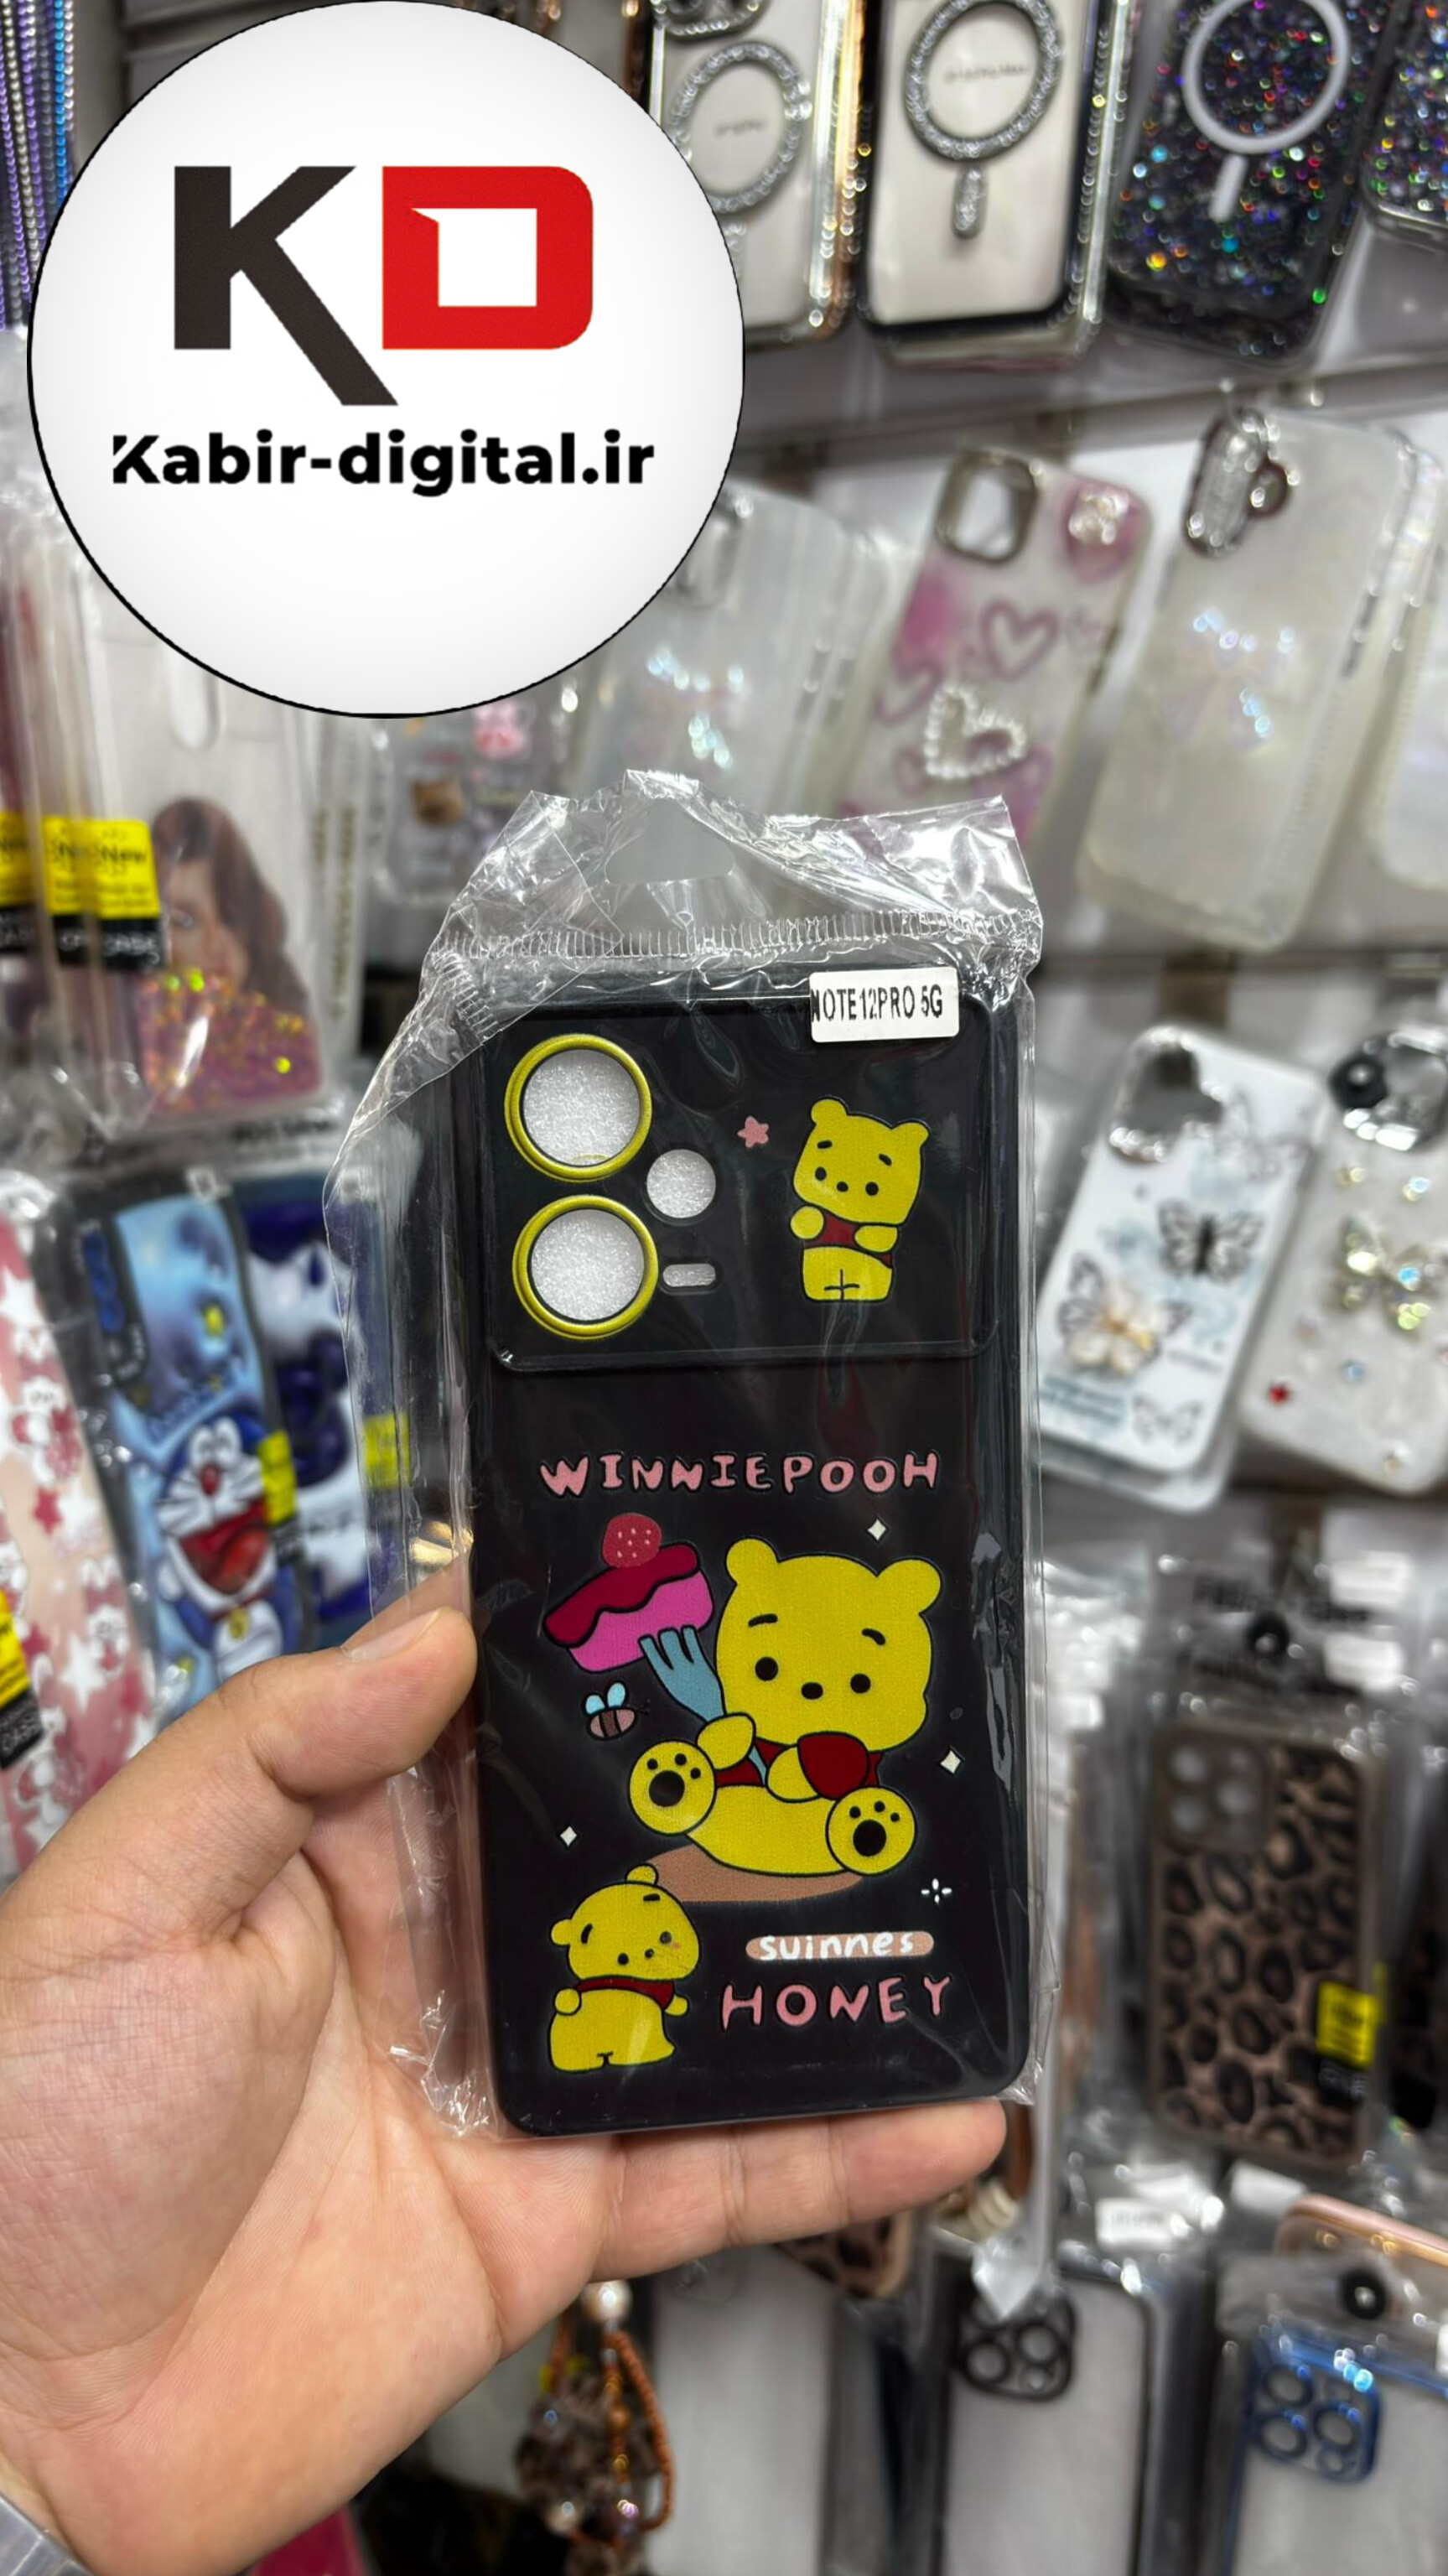 KD
Kabir-digital.ir
NOTE12PRO 5G
WINNIEPOOH
suinnes
HONEY